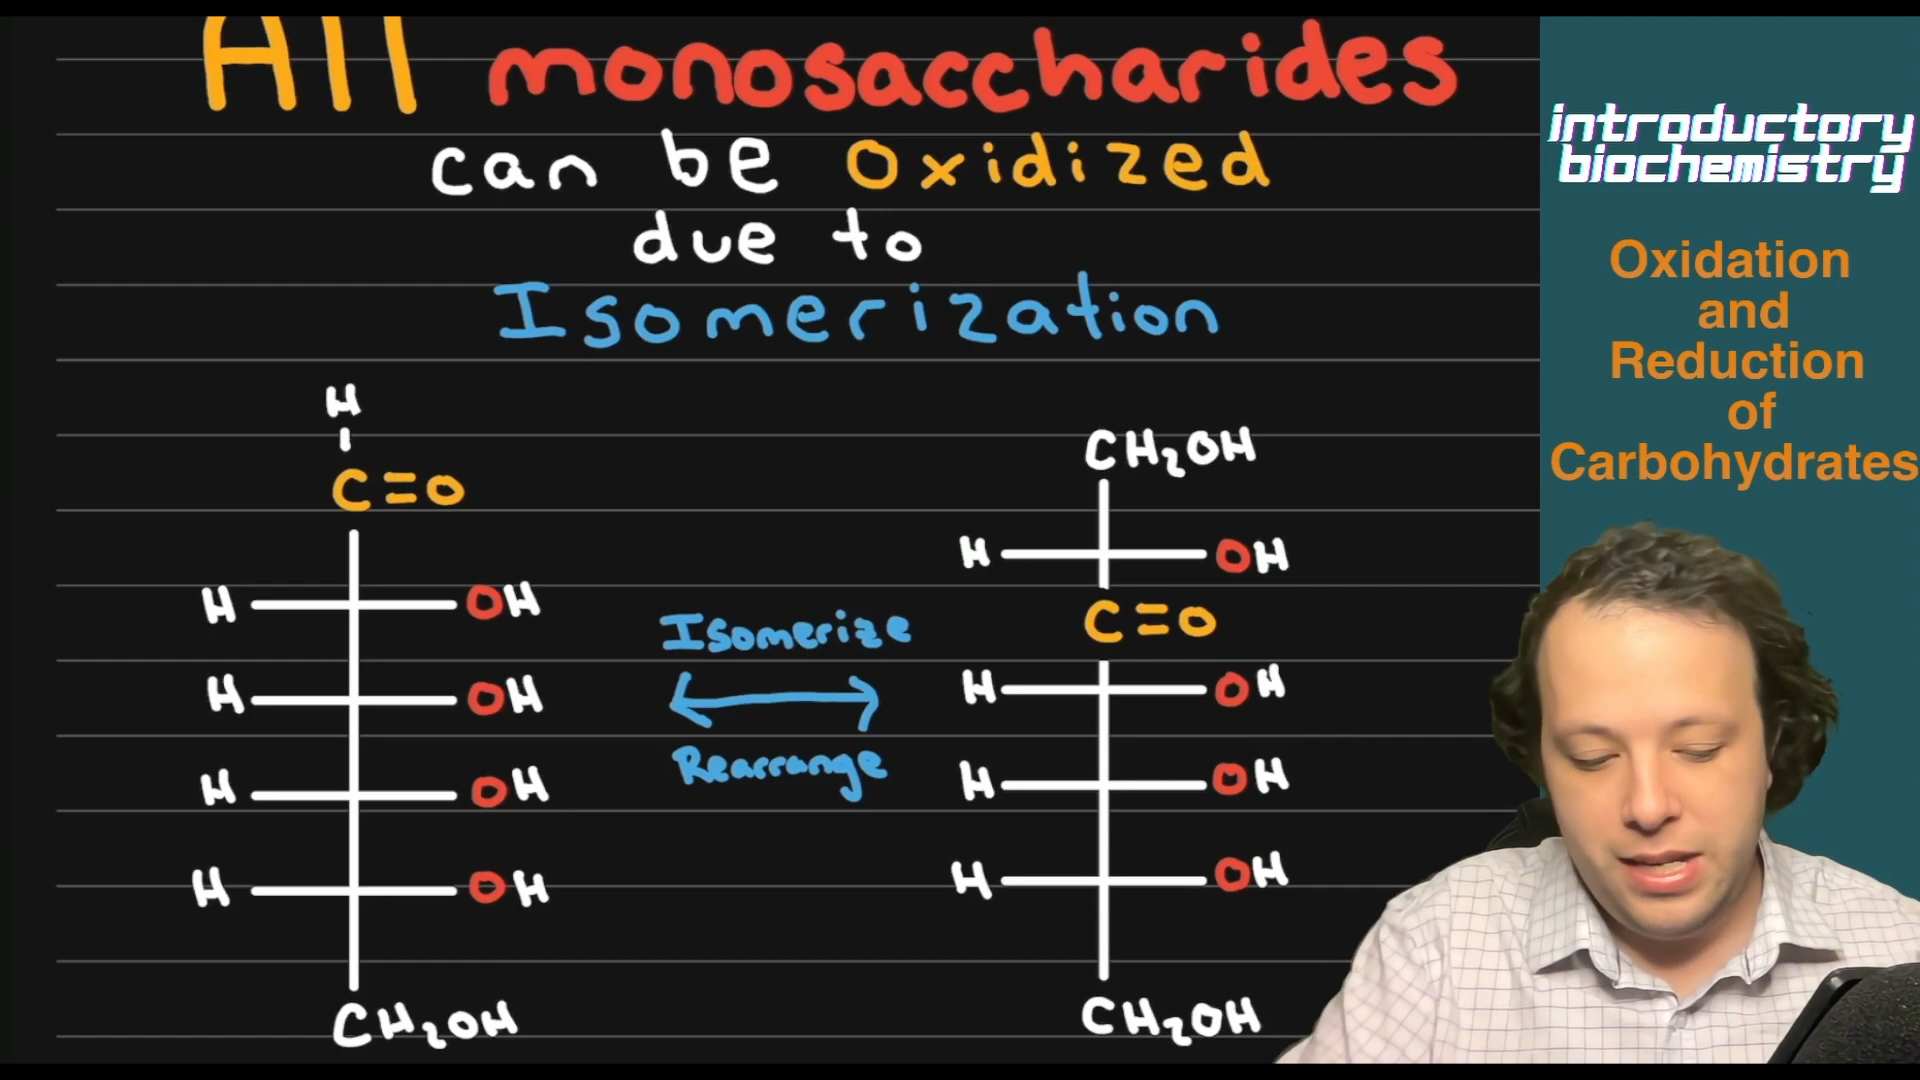 All monosaccharides
can be Oxidized
due to
Isomerization
H
C=O
H OH
H OH
H OH
H OH
CH2OH
Isomerize
Rearrange
CH2OH
H OH
C=O
H OH
H OH
H OH
CH2OH
introductory
biochemistry
Oxidation
and
Reduction
of
Carbohydrates